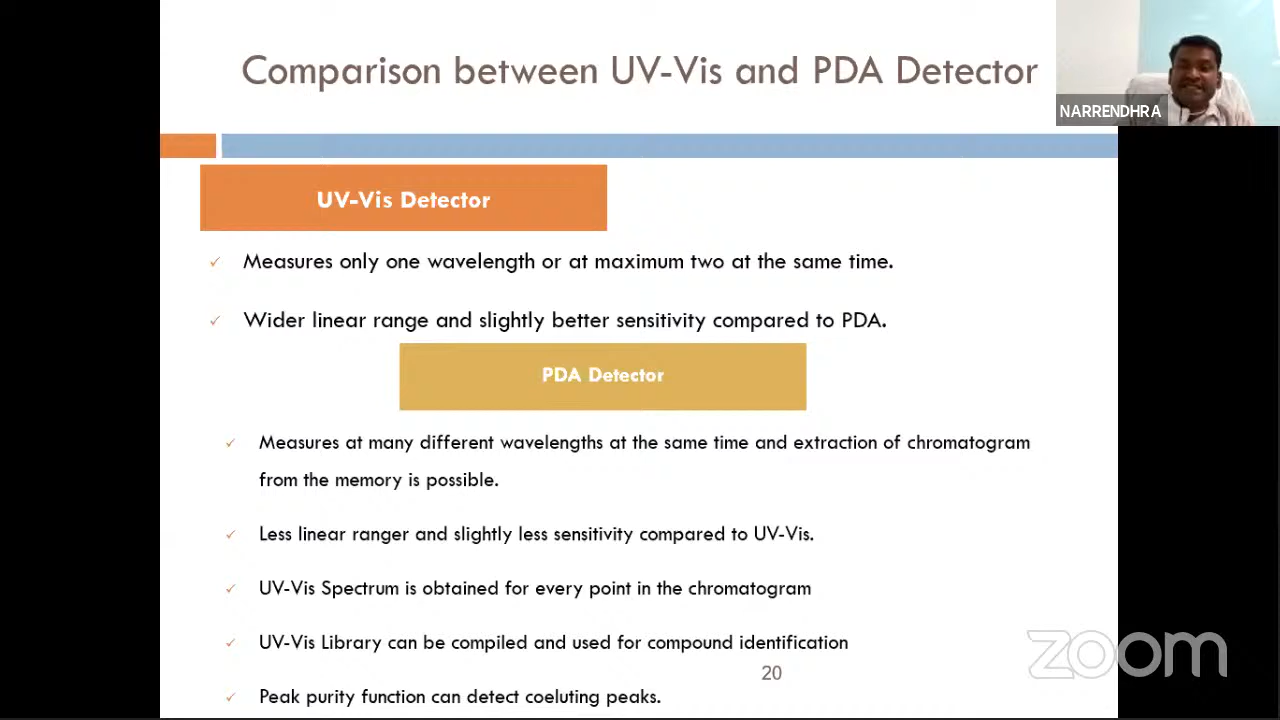 Comparison between UV-Vis and PDA Detector
NARRENDHRA
UV-Vis Detector
✓ Measures only one wavelength or at maximum two at the same time.
✓ Wider linear range and slightly better sensitivity compared to PDA.
PDA Detector
✓ Measures at many different wavelengths at the same time and extraction of chromatogram
from the memory is possible.
✓ Less linear ranger and slightly less sensitivity compared to UV-Vis.
✓ UV-Vis Spectrum is obtained for every point in the chromatogram
✓ UV-Vis Library can be compiled and used for compound identification
20
zoom
✓ Peak purity function can detect coeluting peaks.